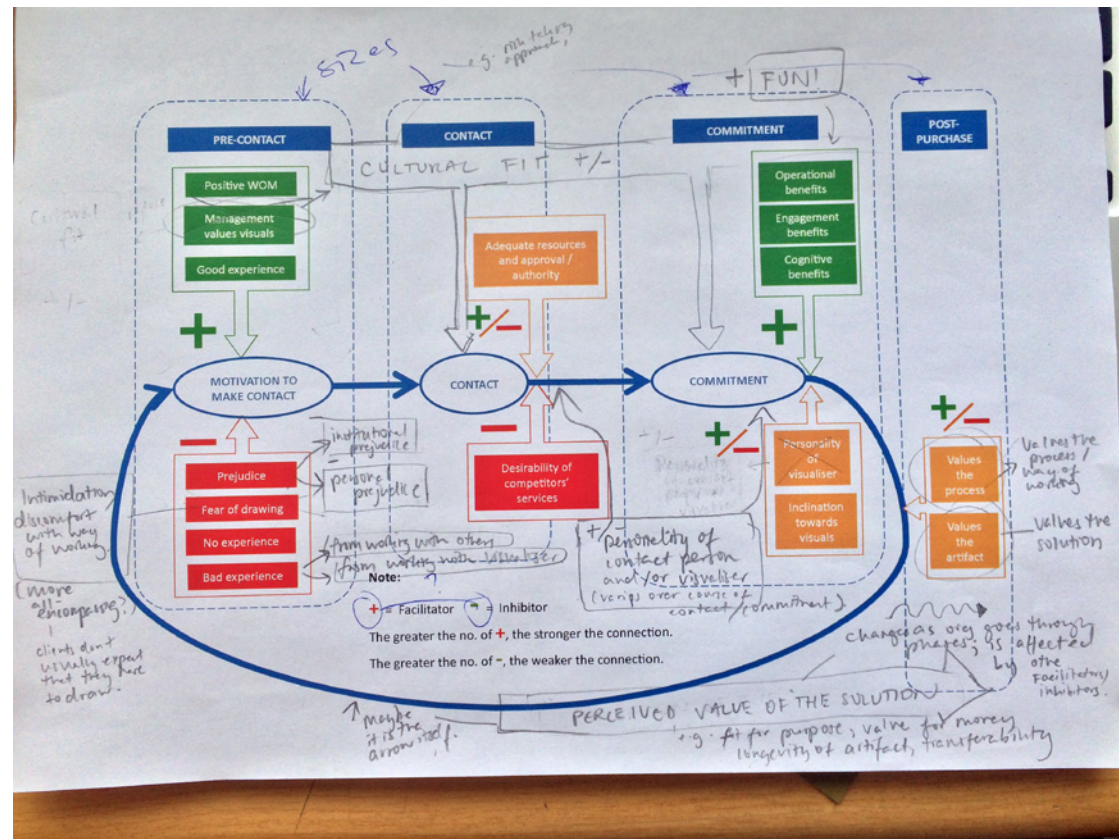 sizes
e.g. risk taking
approach,
+ FUN!
PRE-CONTACT
CONTACT
COMMITMENT
POST-
PURCHASE
CULTURAL FIT +/-
Positive WOM
Management
values visuals
Good experience
Cultural
fit
+/-
Adequate resources
and approval /
authority
Operational
benefits
Engagement
benefits
Cognitive
benefits
+
+/-
+
MOTIVATION TO
MAKE CONTACT
CONTACT
COMMITMENT
-
Prejudice
Fear of drawing
No experience
Bad experience
institutional
prejudice
-
personal
prejudice
from working with others
from working with visualizer
Intimidation/
discomfort
with way
of working.
(more
all-
encompassing?)
clients don't
usually expect
that they have
to draw.
-
Desirability of
competitors'
services
+/-
+/-
Personality
Personality of
visualiser
Inclination
towards
visuals
+/-
personality of
contact person
and/or visualiser
(varies over course of
contact/commitment).
+/-
Values
the
process
Values
the
artifact
values the
process/
way of
working
values the
solution
Note:
?
+ = Facilitator - = Inhibitor
The greater the no. of +, the stronger the connection.
The greater the no. of -, the weaker the connection.
changes as org goes through
phases; is affected
by othe
Facilitators/
inhibitors.
maybe
it is the
arrow itself.
PERCEIVED VALUE OF THE SOLUTION
e.g. fit for purpose, value for money
longevity of artifact, transferability